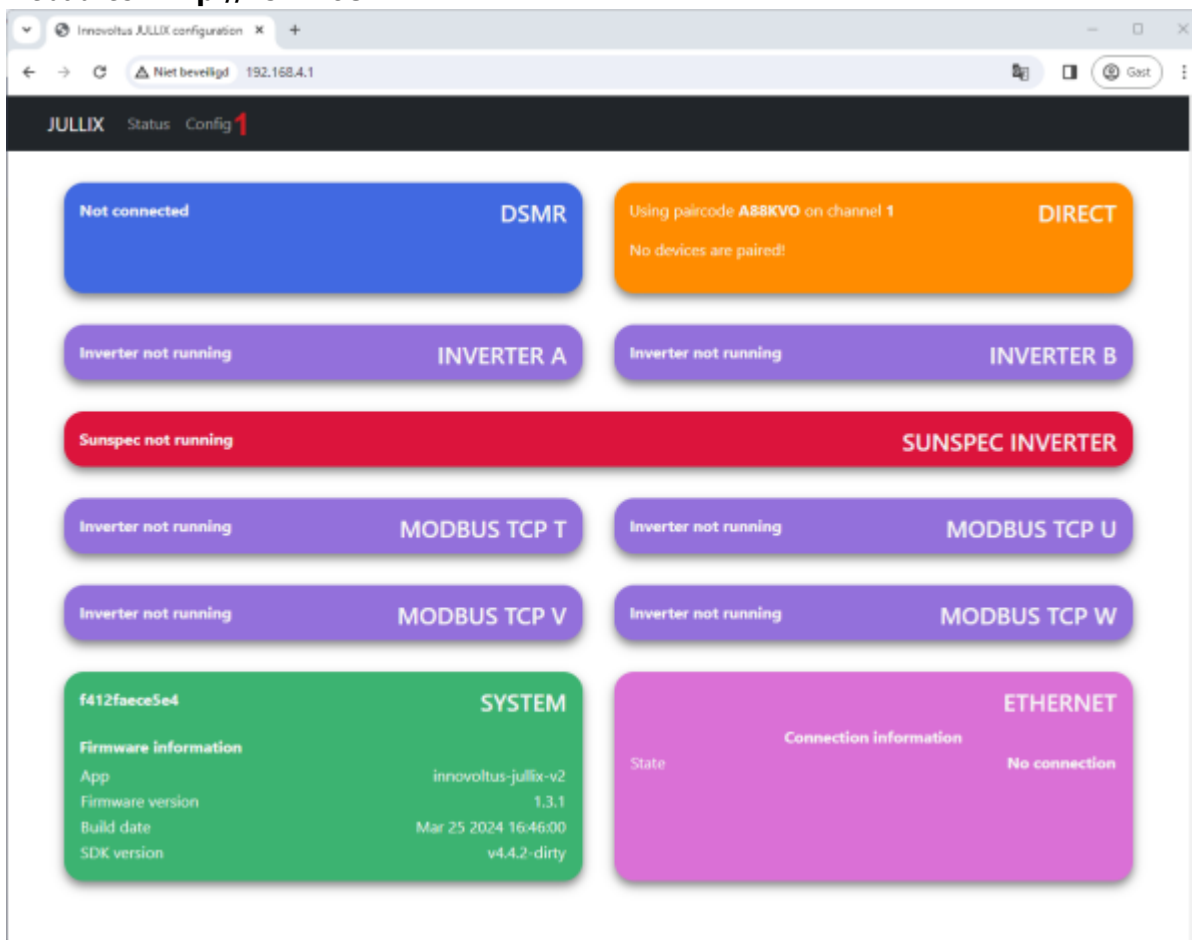 Innovoltus JULLIX configuration
Niet beveiligd 192.168.4.1 Gast
JULLIX Status Config 1
Not connected DSMR
Using paircode A88KVO on channel 1 DIRECT
No devices are paired!
Inverter not running INVERTER A
Inverter not running INVERTER B
Sunspec not running SUNSPEC INVERTER
Inverter not running MODBUS TCP T
Inverter not running MODBUS TCP U
Inverter not running MODBUS TCP V
Inverter not running MODBUS TCP W
f412faece5e4 SYSTEM
Firmware information
App innovoltus-jullix-v2
Firmware version 1.3.1
Build date Mar 25 2024 16:46:00
SDK version v4.4.2-dirty
ETHERNET
Connection information
State No connection